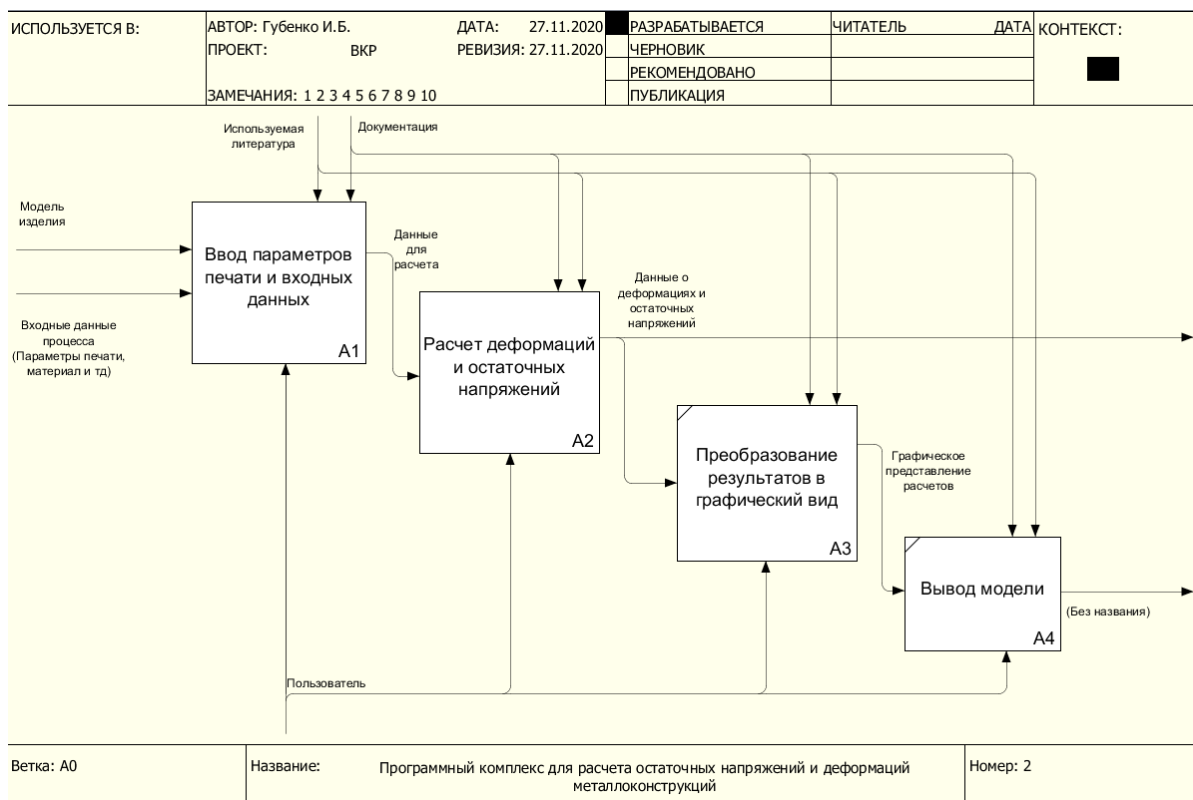 ИСПОЛЬЗУЕТСЯ В:
АВТОР: Губенко И.Б.
ДАТА: 27.11.2020
ПРОЕКТ: ВКР
РЕВИЗИЯ: 27.11.2020
ЗАМЕЧАНИЯ: 1 2 3 4 5 6 7 8 9 10
РАЗРАБАТЫВАЕТСЯ
ЧЕРНОВИК
РЕКОМЕНДОВАНО
ПУБЛИКАЦИЯ
ЧИТАТЕЛЬ
ДАТА
КОНТЕКСТ:
Используемая
литература
Документация
Модель
изделия
Входные данные
процесса
(Параметры печати,
материал и тд)
Ввод параметров
печати и входных
данных
A1
Данные
для
расчета
Расчет деформаций
и остаточных
напряжений
A2
Данные о
деформациях и
остаточных
напряжений
Преобразование
результатов в
графический вид
A3
Графическое
представление
расчетов
Вывод модели
A4
(Без названия)
Пользователь
Ветка: A0
Название:
Программный комплекс для расчета остаточных напряжений и деформаций
металлоконструкций
Номер: 2